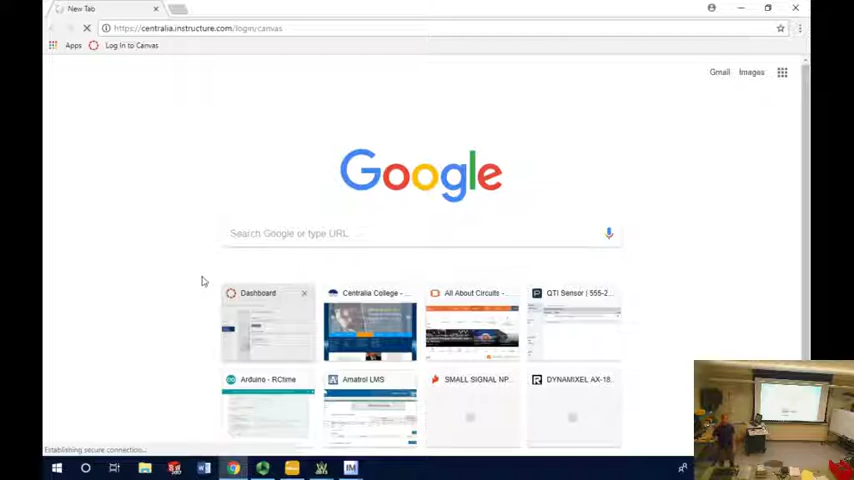 New Tab
https://centralia.instructure.com/login/canvas
Apps Log In to Canvas
Gmail Images
Google
Search Google or type URL
Dashboard Centralia College - ... All About Circuits - ... QTI Sensor | 555-2...
Arduino - RCtime Amatrol LMS SMALL SIGNAL NP... DYNAMIXEL AX-18...
Establishing secure connection...